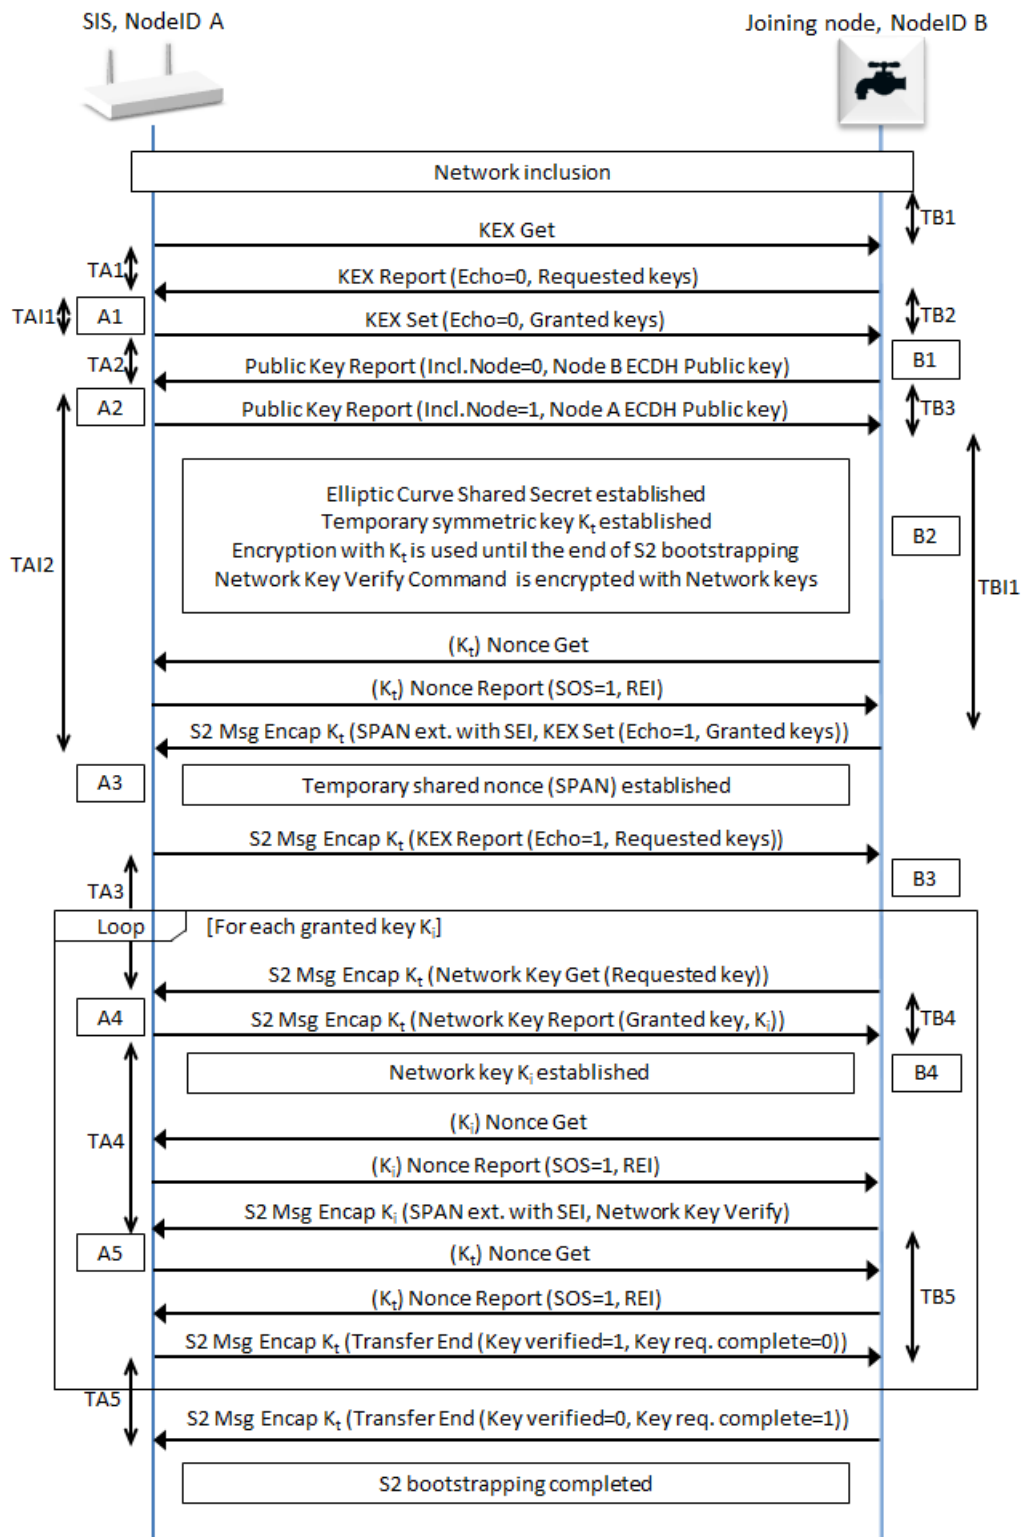 SIS, NodeID A
Joining node, NodeID B
Network inclusion
TB1
KEX Get
TA1
KEX Report (Echo=0, Requested keys)
TAI1
A1
TB2
KEX Set (Echo=0, Granted keys)
TA2
B1
Public Key Report (Incl.Node=0, Node B ECDH Public key)
A2
TB3
Public Key Report (Incl.Node=1, Node A ECDH Public key)
Elliptic Curve Shared Secret established
Temporary symmetric key Kt established
Encryption with Kt is used until the end of S2 bootstrapping
Network Key Verify Command is encrypted with Network keys
B2
TAI2
TBI1
(Kt) Nonce Get
(Kt) Nonce Report (SOS=1, REI)
S2 Msg Encap Kt (SPAN ext. with SEI, KEX Set (Echo=1, Granted keys))
A3
Temporary shared nonce (SPAN) established
S2 Msg Encap Kt (KEX Report (Echo=1, Requested keys))
TA3
B3
Loop
[For each granted key Ki]
S2 Msg Encap Kt (Network Key Get (Requested key))
A4
S2 Msg Encap Kt (Network Key Report (Granted key, Ki))
TB4
Network key Ki established
B4
(Ki) Nonce Get
TA4
(Ki) Nonce Report (SOS=1, REI)
S2 Msg Encap Ki (SPAN ext. with SEI, Network Key Verify)
A5
(Kt) Nonce Get
(Kt) Nonce Report (SOS=1, REI)
TB5
S2 Msg Encap Kt (Transfer End (Key verified=1, Key req. complete=0))
TA5
S2 Msg Encap Kt (Transfer End (Key verified=0, Key req. complete=1))
S2 bootstrapping completed